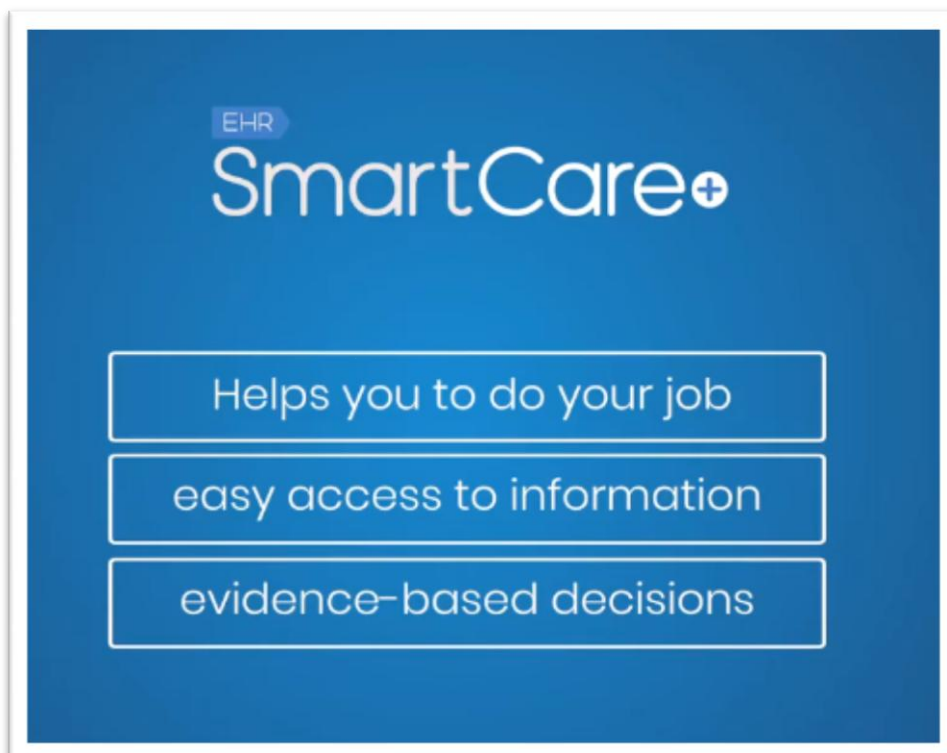 EHR
SmartCare+
Helps you to do your job
easy access to information
evidence-based decisions